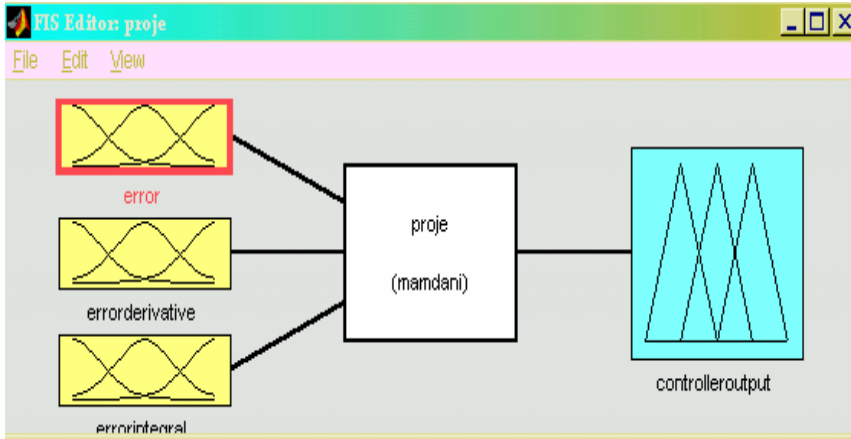 FIS Editor: proje
File Edit View
error
errorderivative
errorintegral
proje
(mamdani)
controlleroutput